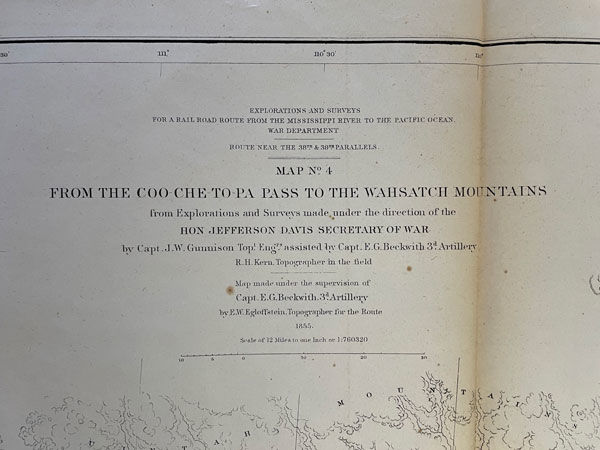 30'
111°
110°30'
EXPLORATIONS AND SURVEYS
FOR A RAIL ROAD ROUTE FROM THE MISSISSIPPI RIVER TO THE PACIFIC OCEAN.
WAR DEPARTMENT
ROUTE NEAR THE 38TH & 39TH PARALLELS.
MAP Nº 4
FROM THE COO-CHE-TO-PA PASS TO THE WAHSATCH MOUNTAINS
from Explorations and Surveys made under the direction of the
HON. JEFFERSON DAVIS SECRETARY OF WAR
by Capt. J.W. Gunnison Topl. Engrs. assisted by Capt. E.G. Beckwith 3d. Artillery
R.H. Kern, Topographer in the field
Map made under the supervision of
Capt. E.G. Beckwith, 3d. Artillery
by F.W. Egloffstein, Topographer for the Route
1855.
Scale of 12 Miles to one Inch or 1:760320
10 5 0 10 20 30
M O U N T A I N S
U I N T A H